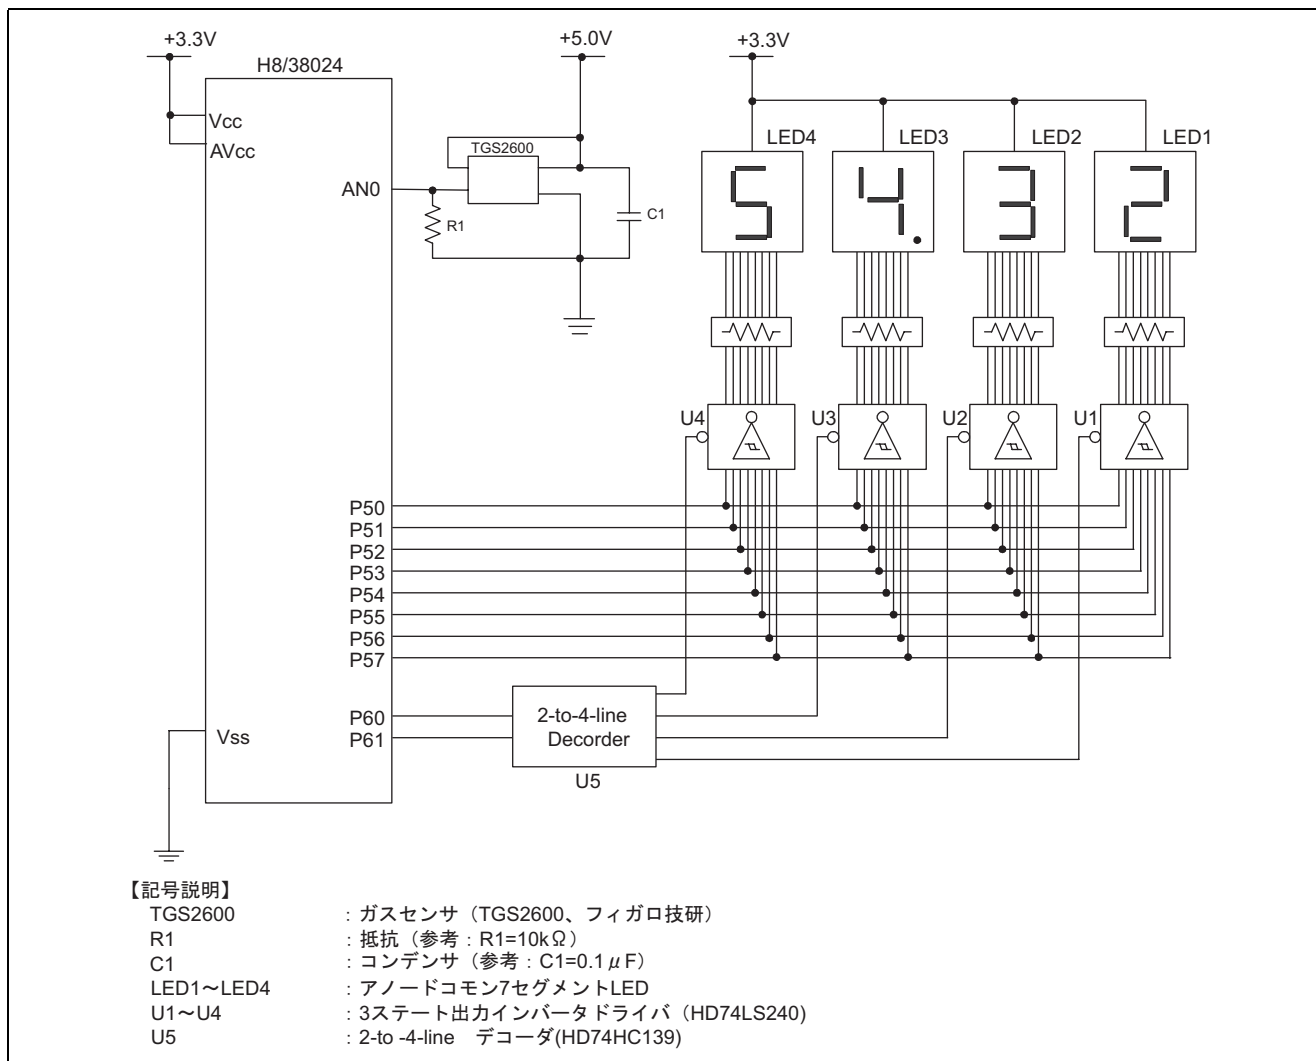 +3.3V
+5.0V
+3.3V
H8/38024
Vcc
AVcc
AN0
TGS2600
R1
C1
LED4
LED3
LED2
LED1
5
4.
3
2
U4
U3
U2
U1
P50
P51
P52
P53
P54
P55
P56
P57
P60
P61
Vss
2-to-4-line
Decorder
U5
【記号説明】
TGS2600 : ガスセンサ（TGS2600、フィガロ技研）
R1 : 抵抗（参考：R1=10kΩ）
C1 : コンデンサ（参考：C1=0.1μF）
LED1～LED4 : アノードコモン7セグメントLED
U1～U4 : 3ステート出力インバータドライバ（HD74LS240)
U5 : 2-to -4-line デコーダ(HD74HC139)